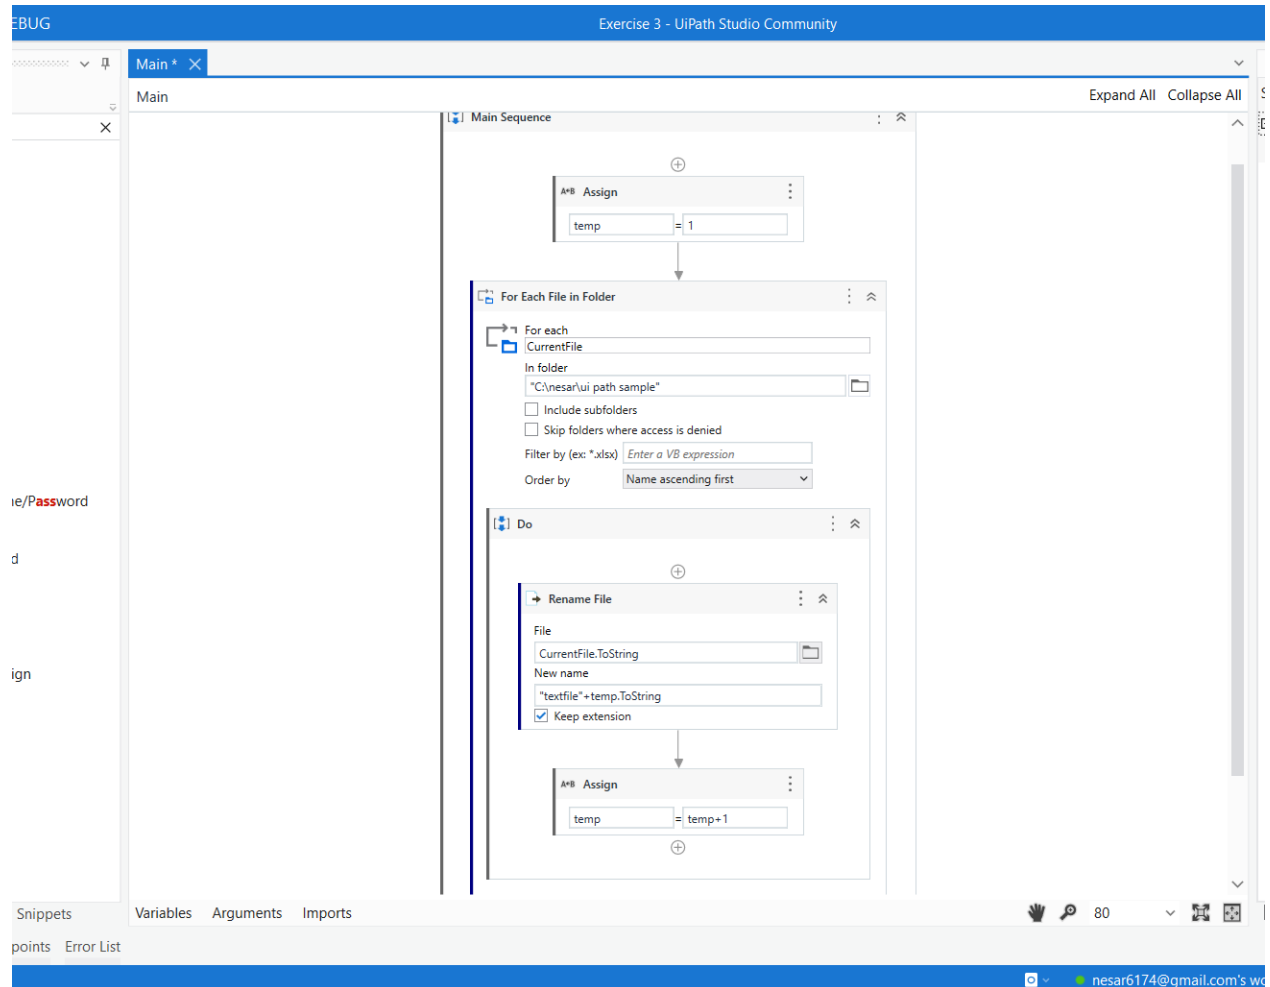 EBUG
Exercise 3 - UiPath Studio Community
Main *
Main
Expand All Collapse All
Main Sequence
A*B Assign
temp = 1
For Each File in Folder
For each
CurrentFile
In folder
"C:\nesar\ui path sample"
Include subfolders
Skip folders where access is denied
Filter by (ex: *.xlsx) Enter a VB expression
Order by Name ascending first
Do
ne/Password
Rename File
d
File
CurrentFile.ToString
ign
New name
"textfile"+temp.ToString
Keep extension
A*B Assign
temp = temp+1
Snippets
Variables Arguments Imports
80
points Error List
nesar6174@gmail.com's wo